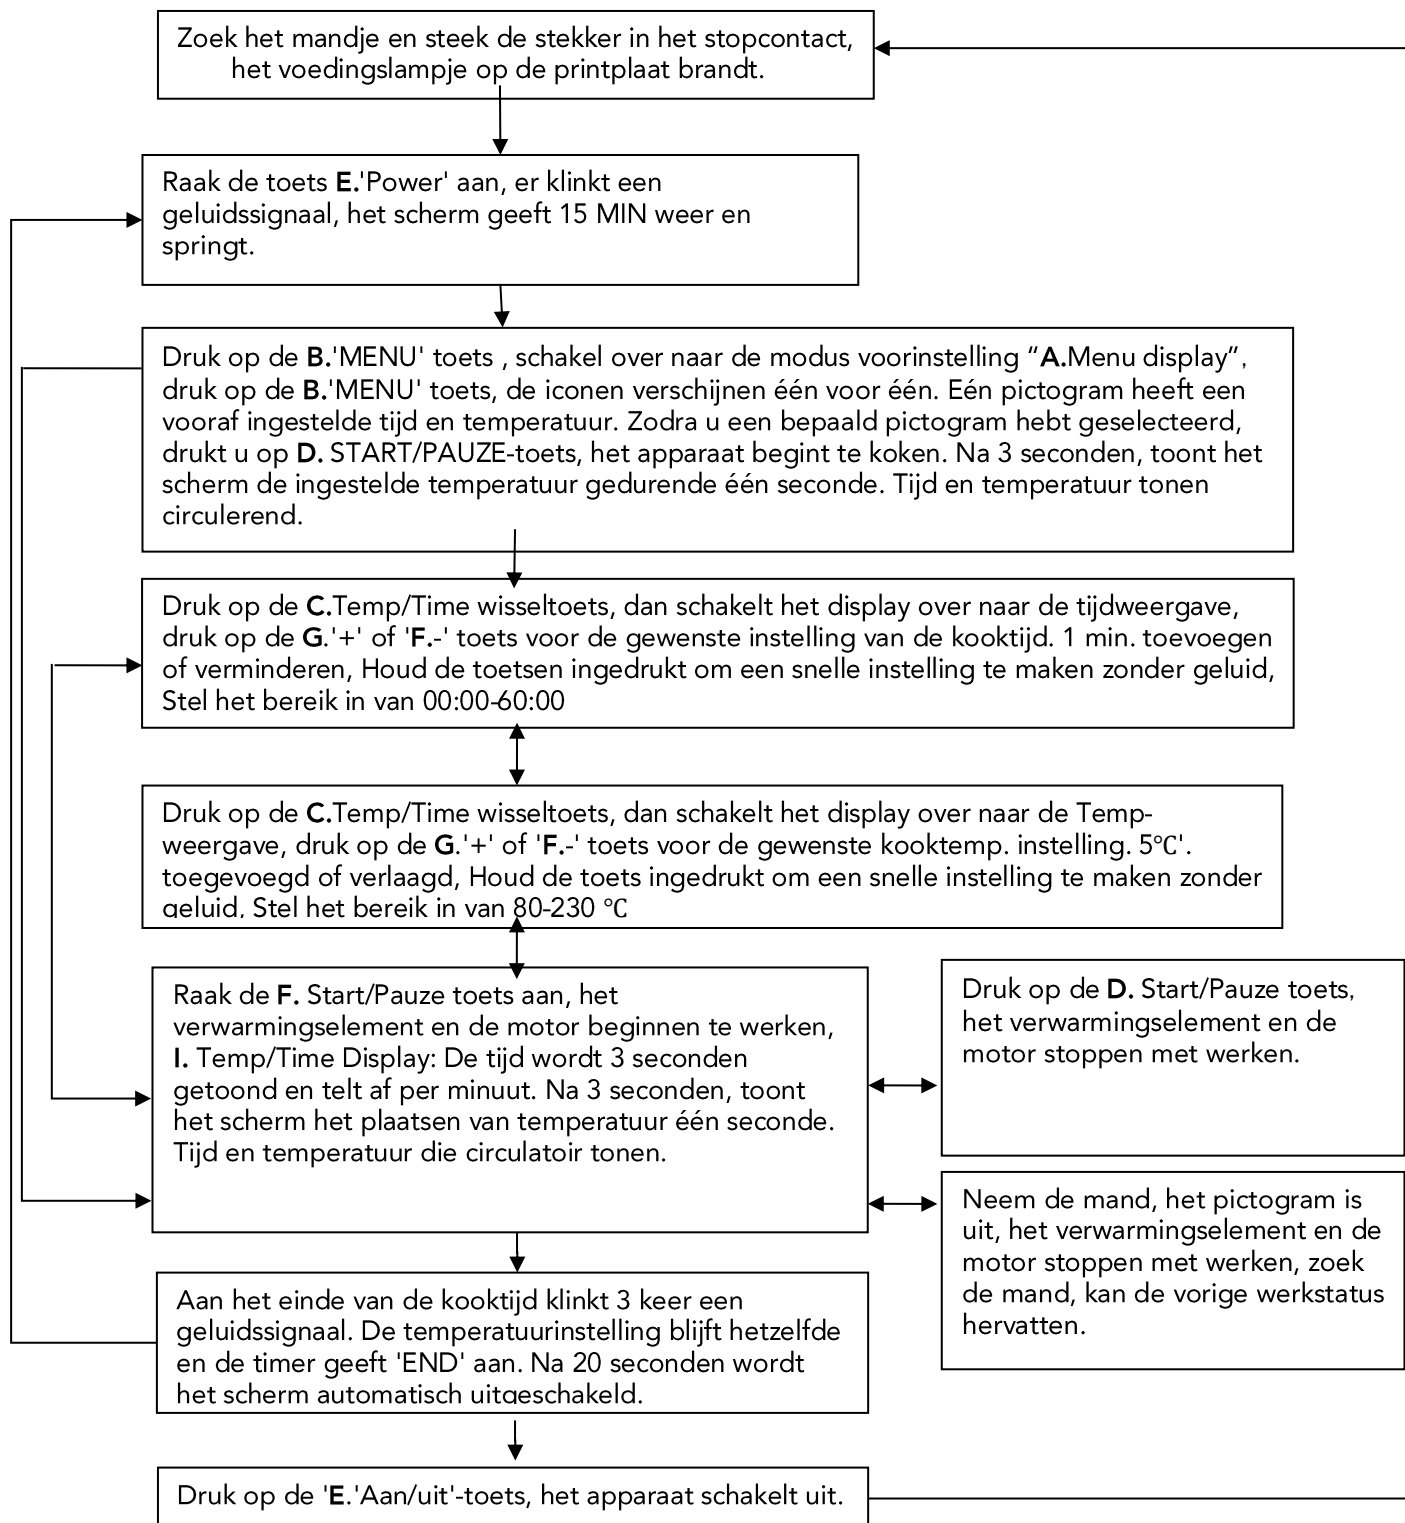 Zoek het mandje en steek de stekker in het stopcontact,
het voedingslampje op de printplaat brandt.
Raak de toets E.'Power' aan, er klinkt een
geluidssignaal, het scherm geeft 15 MIN weer en
springt.
Druk op de B.'MENU' toets , schakel over naar de modus voorinstelling “A.Menu display”,
druk op de B.'MENU' toets, de iconen verschijnen één voor één. Eén pictogram heeft een
vooraf ingestelde tijd en temperatuur. Zodra u een bepaald pictogram hebt geselecteerd,
drukt u op D. START/PAUZE-toets, het apparaat begint te koken. Na 3 seconden, toont het
scherm de ingestelde temperatuur gedurende één seconde. Tijd en temperatuur tonen
circulerend.
Druk op de C.Temp/Time wisseltoets, dan schakelt het display over naar de tijdweergave,
druk op de G.'+' of 'F.-' toets voor de gewenste instelling van de kooktijd. 1 min. toevoegen
of verminderen, Houd de toetsen ingedrukt om een snelle instelling te maken zonder geluid,
Stel het bereik in van 00:00-60:00
Druk op de C.Temp/Time wisseltoets, dan schakelt het display over naar de Temp-
weergave, druk op de G.'+' of 'F.-' toets voor de gewenste kooktemp. instelling. 5℃'.
toegevoegd of verlaagd, Houd de toets ingedrukt om een snelle instelling te maken zonder
geluid, Stel het bereik in van 80-230 ℃
Raak de F. Start/Pauze toets aan, het
verwarmingselement en de motor beginnen te werken,
I. Temp/Time Display: De tijd wordt 3 seconden
getoond en telt af per minuut. Na 3 seconden, toont
het scherm het plaatsen van temperatuur één seconde.
Tijd en temperatuur die circulatoir tonen.
Druk op de D. Start/Pauze toets,
het verwarmingselement en de
motor stoppen met werken.
Neem de mand, het pictogram is
uit, het verwarmingselement en de
motor stoppen met werken, zoek
de mand, kan de vorige werkstatus
hervatten.
Aan het einde van de kooktijd klinkt 3 keer een
geluidssignaal. De temperatuurinstelling blijft hetzelfde
en de timer geeft 'END' aan. Na 20 seconden wordt
het scherm automatisch uitgeschakeld.
Druk op de 'E.'Aan/uit'-toets, het apparaat schakelt uit.